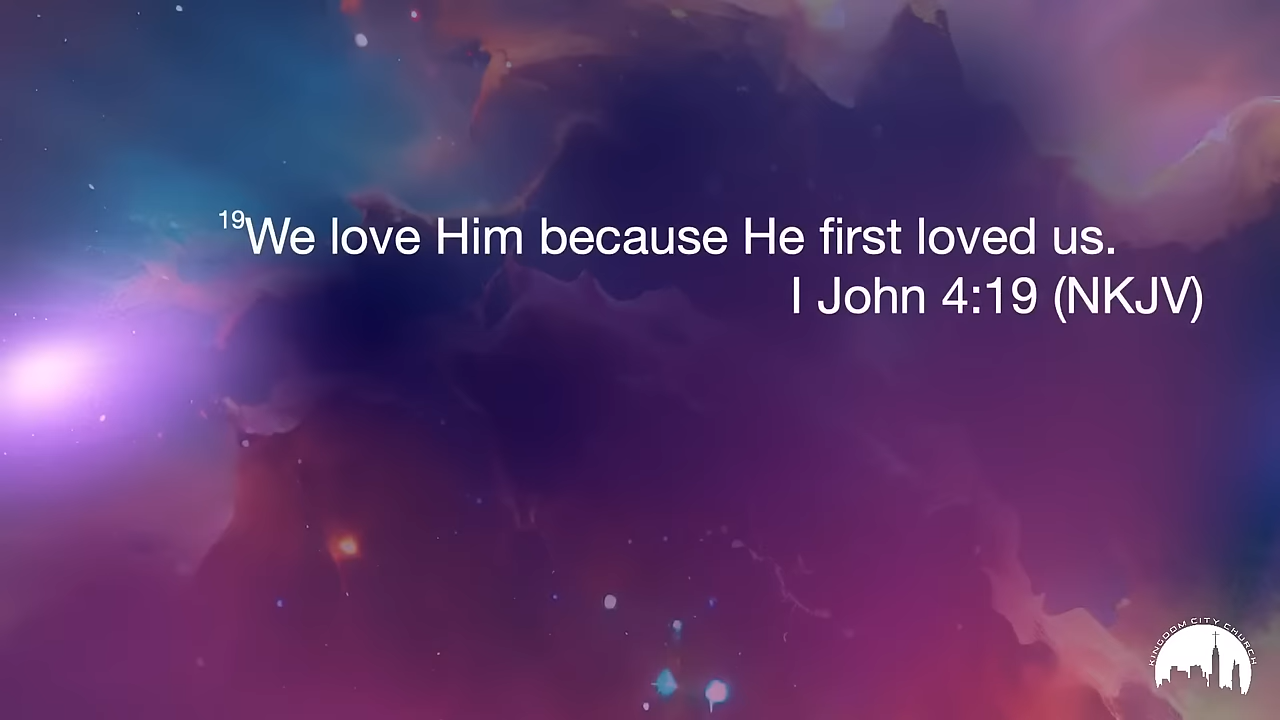 19We love Him because He first loved us.
I John 4:19 (NKJV)
KINGDOM CITY CHURCH